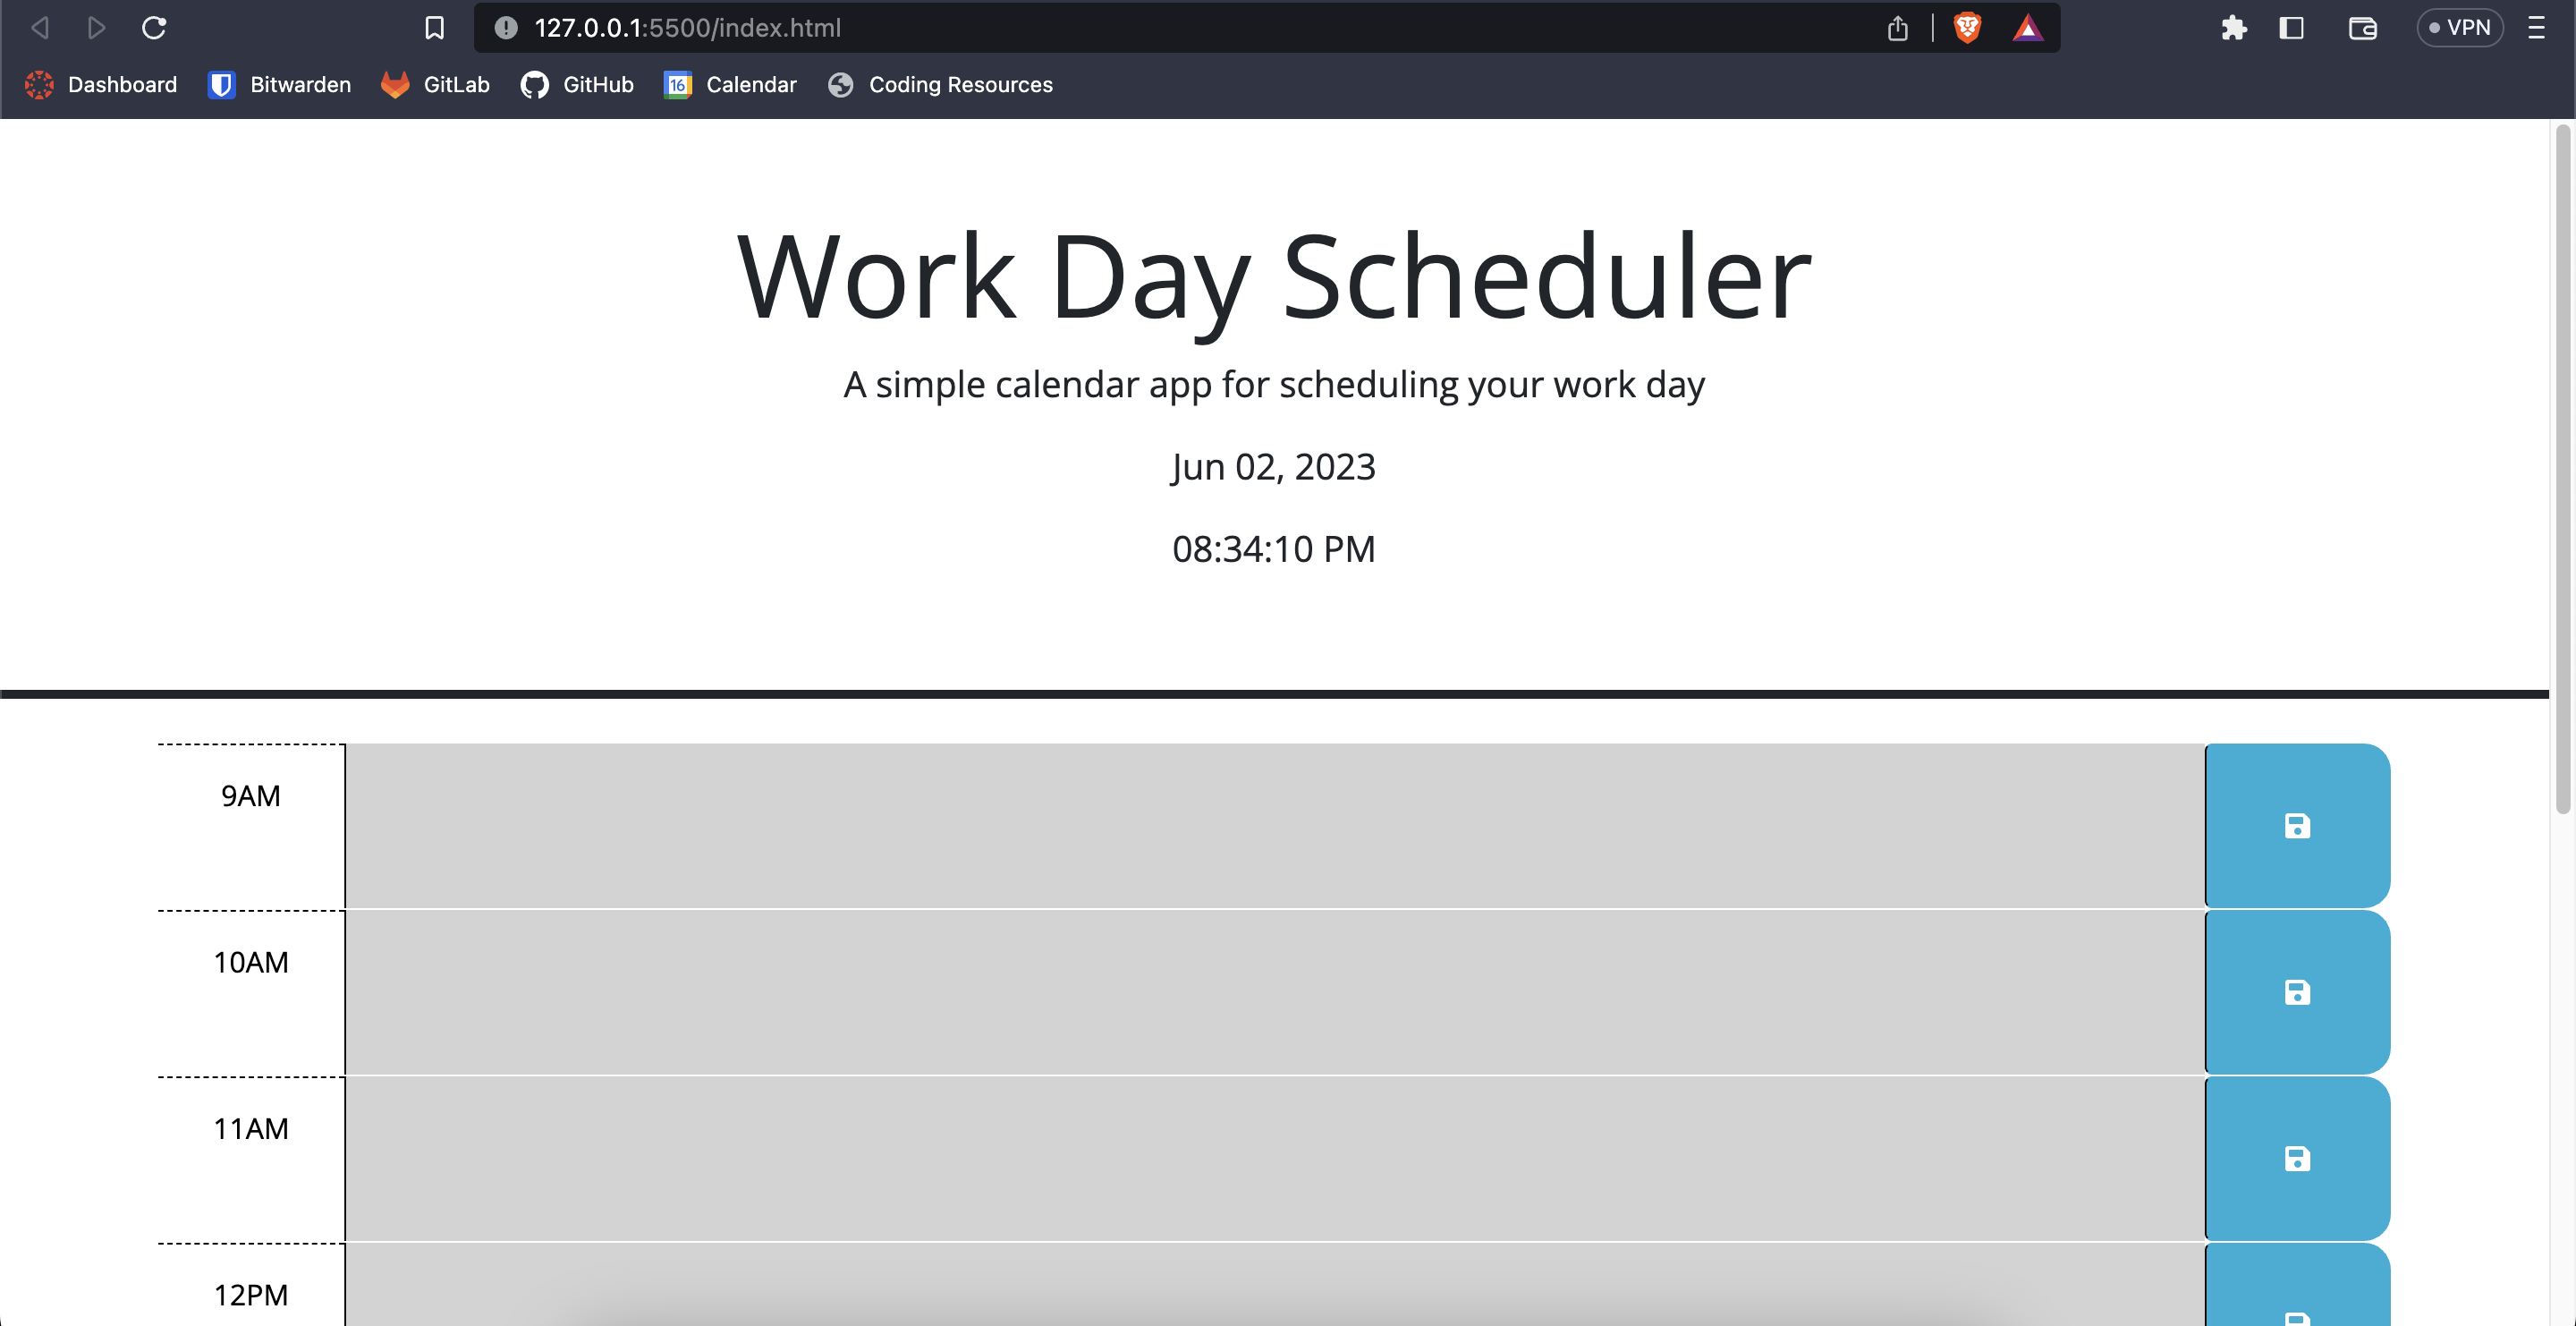 127.0.0.1:5500/index.html
VPN
Dashboard
Bitwarden
GitLab
GitHub
16
Calendar
Coding Resources
Work Day Scheduler
A simple calendar app for scheduling your work day
Jun 02, 2023
08:34:10 PM
9AM
10AM
11AM
12PM